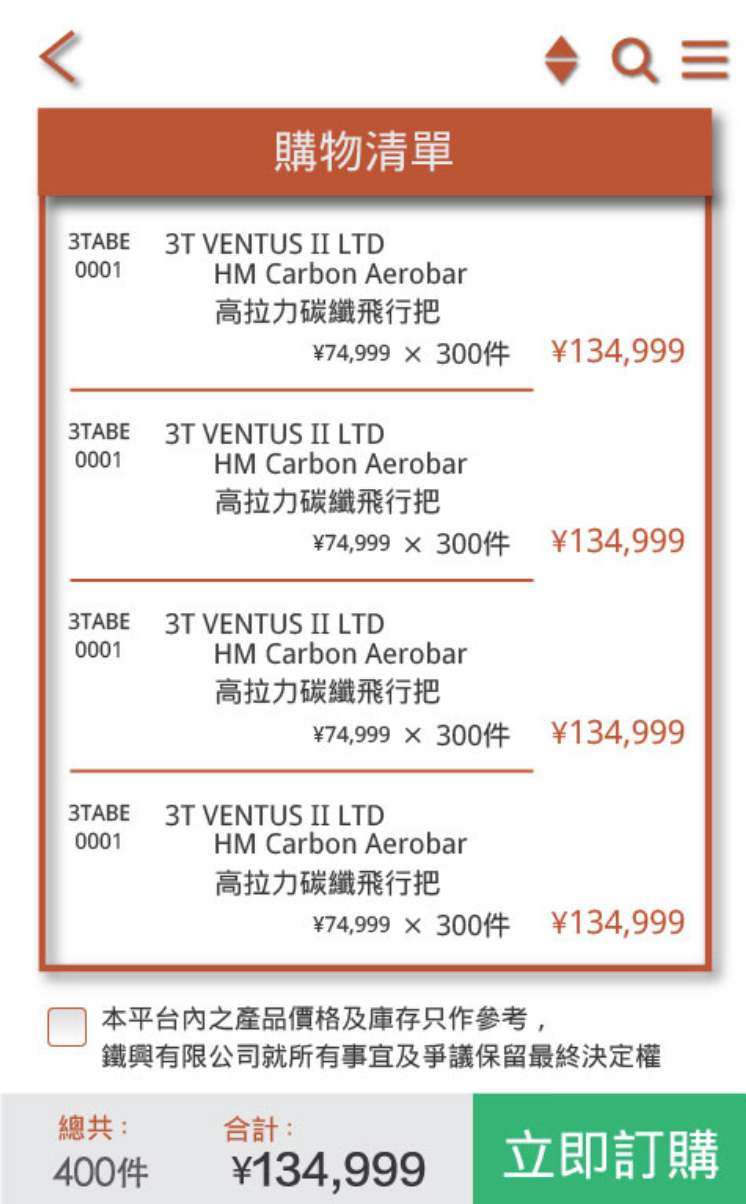 購物清單
3TABE 3T VENTUS II LTD
0001 HM Carbon Aerobar
高拉力碳纖飛行把
¥74,999 × 300件 ¥134,999
3TABE 3T VENTUS II LTD
0001 HM Carbon Aerobar
高拉力碳纖飛行把
¥74,999 × 300件 ¥134,999
3TABE 3T VENTUS II LTD
0001 HM Carbon Aerobar
高拉力碳纖飛行把
¥74,999 × 300件 ¥134,999
3TABE 3T VENTUS II LTD
0001 HM Carbon Aerobar
高拉力碳纖飛行把
¥74,999 × 300件 ¥134,999
本平台內之產品價格及庫存只作參考，
鐵興有限公司就所有事宜及爭議保留最終決定權
總共： 合計：
400件 ¥134,999 立即訂購